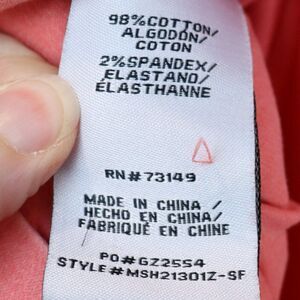 98%COTTON/
ALGODÓN/
COTON
2%SPANDEX/
ELASTANO/
ÉLASTHANNE
RN#73149
MADE IN CHINA /
HECHO EN CHINA/
FABRIQUÉ EN CHINE
PO#GZ2554
STYLE#MSH21301Z-SF